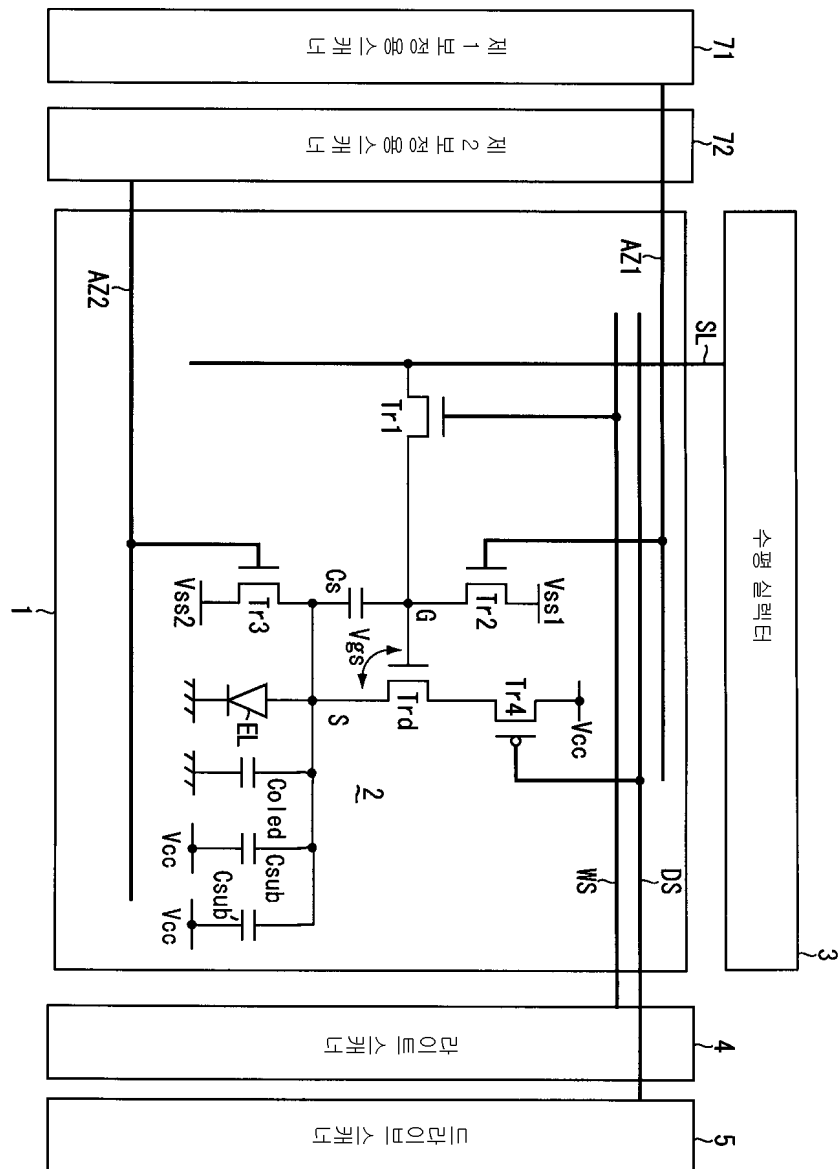 제 1 보정용스캐너
71
제 2 보정용스캐너
72
AZ2
AZ1
SL
수평 실렉터
3
1
Tr1
Tr2
Vss1
Tr3
Vss2
Cs
G
Vgs
Trd
Tr4
Vcc
S
EL
Coled
2
Csub
Vcc
Csub'
Vcc
WS
DS
라이트 스캐너
4
드라이브 스캐너
5